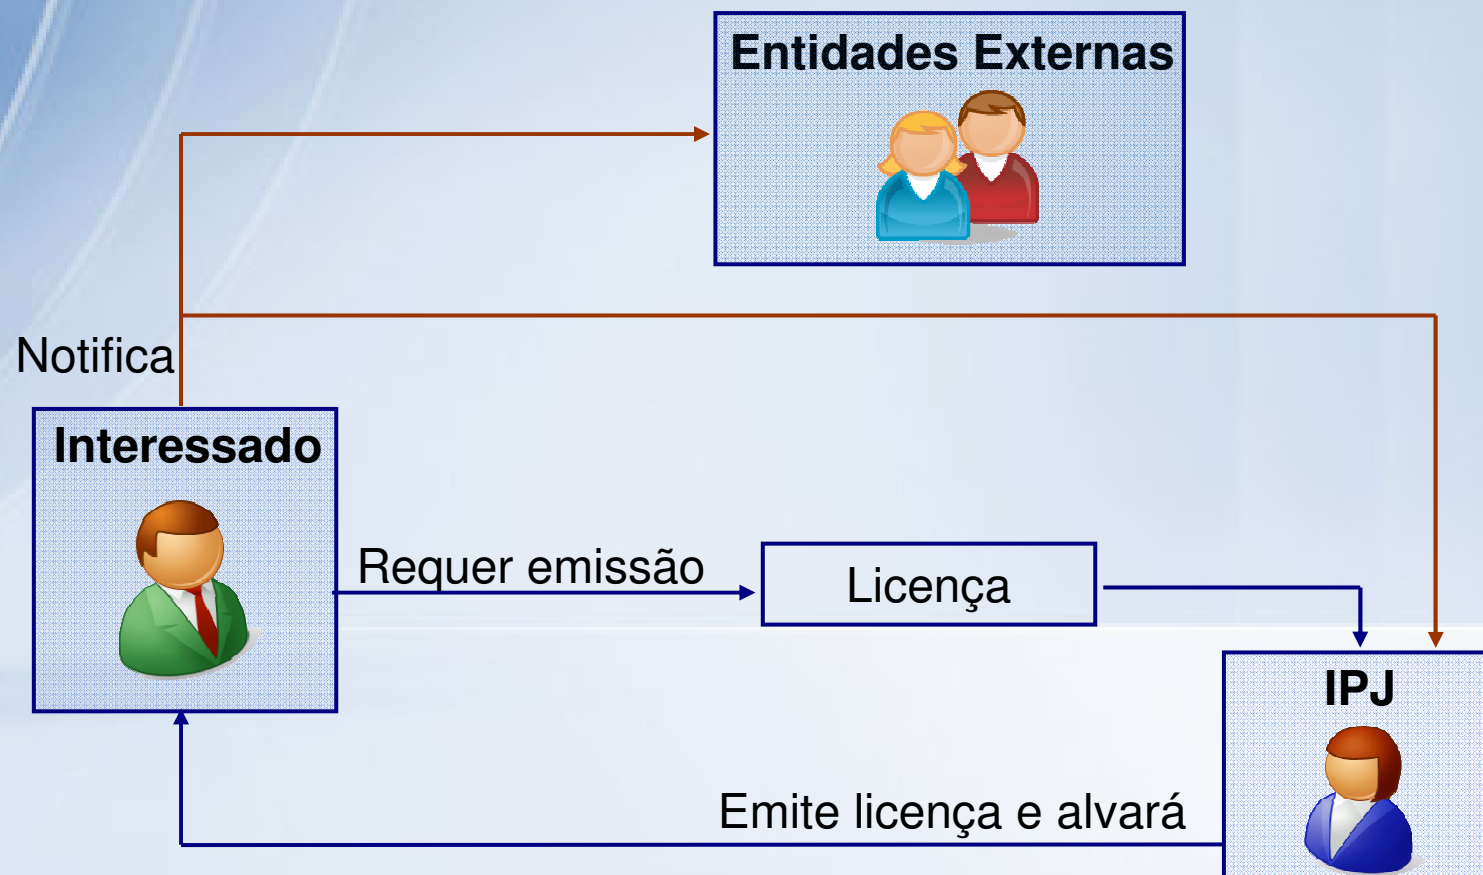 Entidades Externas
Notifica
Interessado
Requer emissão
Licença
IPJ
Emite licença e alvará